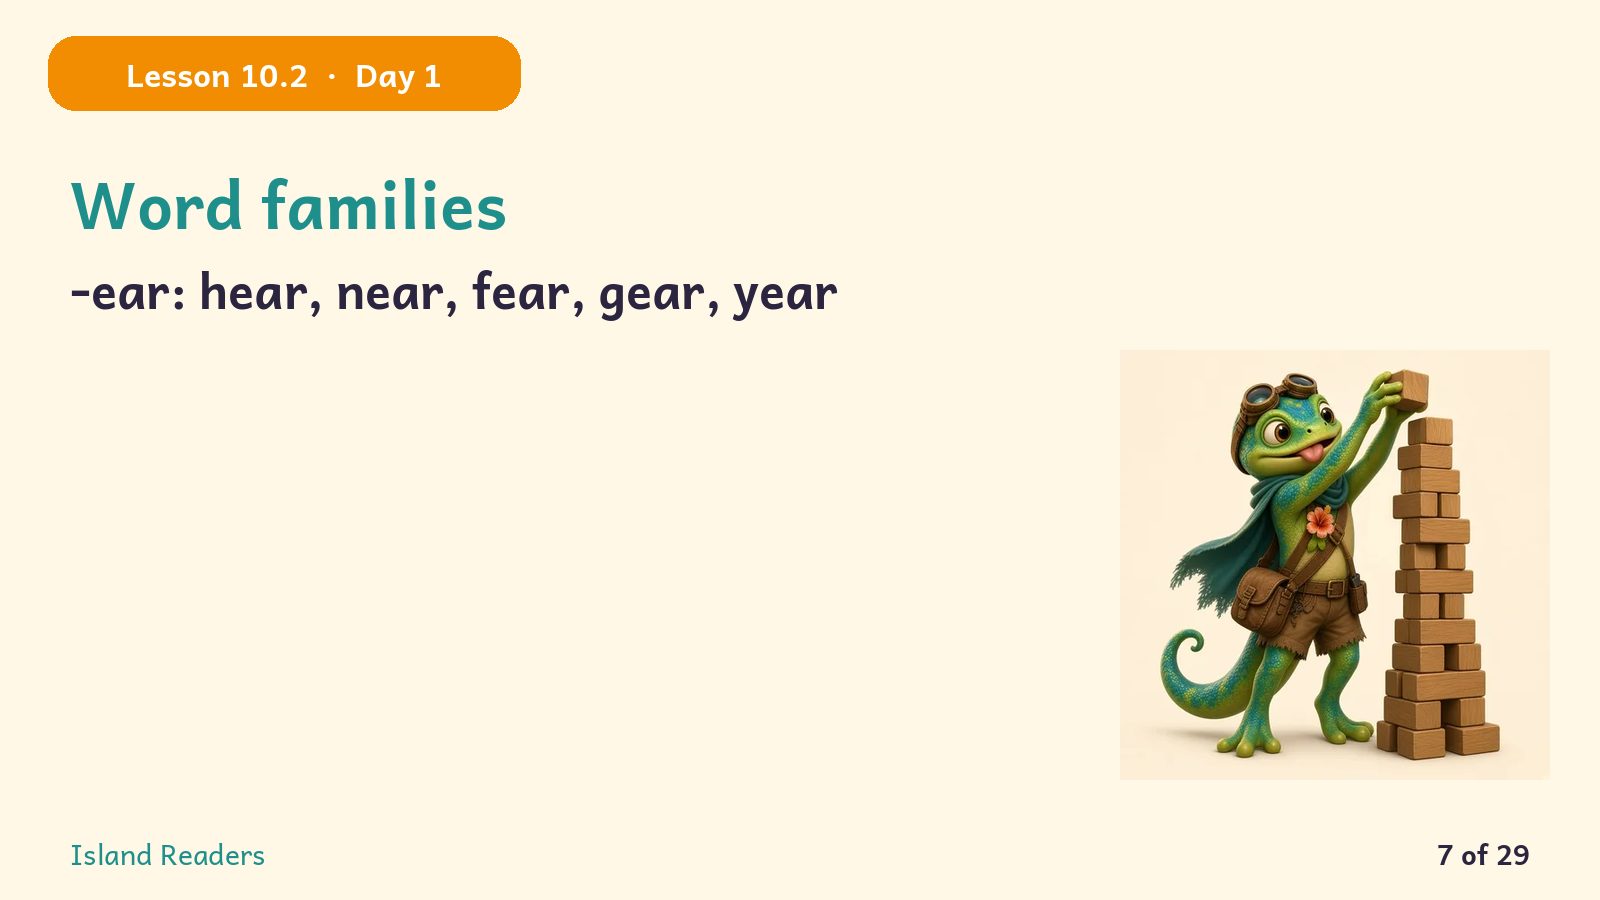 Lesson 10.2 · Day 1
Word families
-ear: hear, near, fear, gear, year
Island Readers
7 of 29